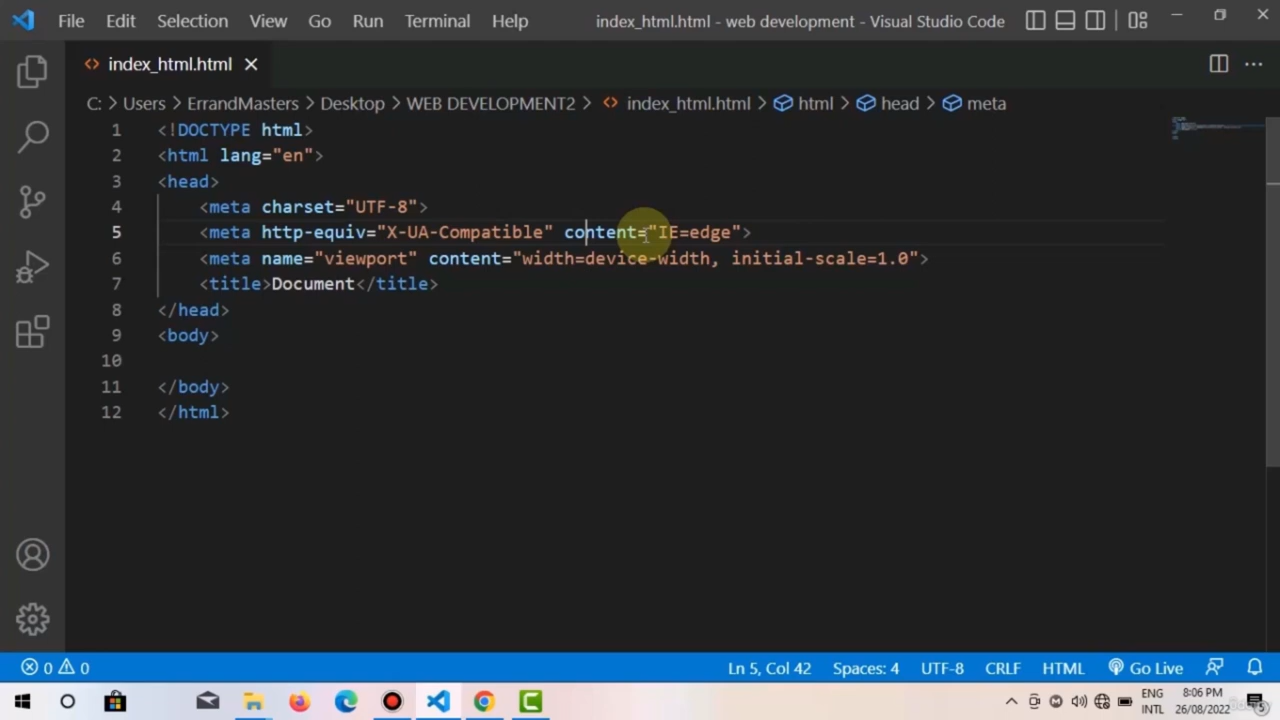 File Edit Selection View Go Run Terminal Help index_html.html - web development - Visual Studio Code
index_html.html
C: > Users > ErrandMasters > Desktop > WEB DEVELOPMENT2 > index_html.html > html > head > meta
1 <!DOCTYPE html>
2 <html lang="en">
3 <head>
4 <meta charset="UTF-8">
5 <meta http-equiv="X-UA-Compatible" content="IE=edge">
6 <meta name="viewport" content="width=device-width, initial-scale=1.0">
7 <title>Document</title>
8 </head>
9 <body>
10
11 </body>
12 </html>
0 0 Ln 5, Col 42 Spaces: 4 UTF-8 CRLF HTML Go Live
ENG 8:06 PM
INTL 26/08/2022 5